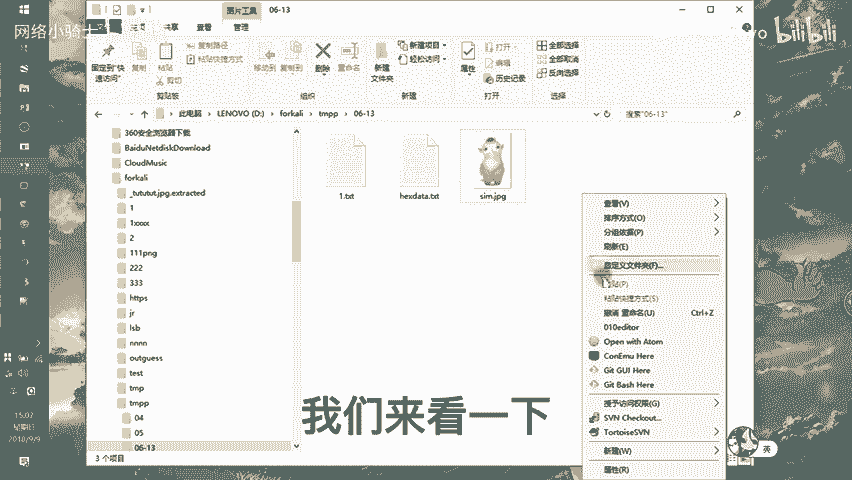 网络小骑士
bilibili
图片工具 06-13
共享 查看 管理
固定到"快速访问" 复制 粘贴 复制路径 粘贴快捷方式 剪切
移动到 复制到 删除 重命名
新建文件夹 新建项目 轻松访问
属性 打开 编辑 历史记录
全部选择 全部取消 反向选择
剪贴板 组织 新建 打开 选择
此电脑 LENOVO (D:) forkali tmpp 06-13
搜索"06-13"
360安全浏览器下载
BaiduNetdiskDownload
CloudMusic
forkali
_tututut.jpg.extracted
1
1xxxx
2
111png
222
333
https
jr
lsb
nnnn
outguess
test
tmp
tmpp
04
05
06-13
3 个项目
1.txt hexdata.txt sim.jpg
查看(V)
排序方式(O)
分组依据(P)
刷新(E)
自定义文件夹(F)...
粘贴(P)
粘贴快捷方式(S)
撤消 重命名(U) Ctrl+Z
010editor
Open with Atom
ConEmu Here
Git GUI Here
Git Bash Here
授予访问权限(G)
SVN Checkout...
TortoiseSVN
新建(W)
属性(R)
我们来看一下
15:02
星期日
2018/9/9
英